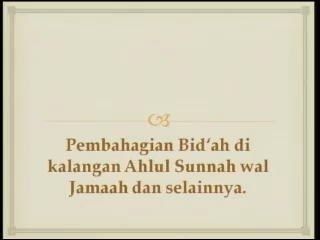 Pembahagian Bid‘ah di
kalangan Ahlul Sunnah wal
Jamaah dan selainnya.